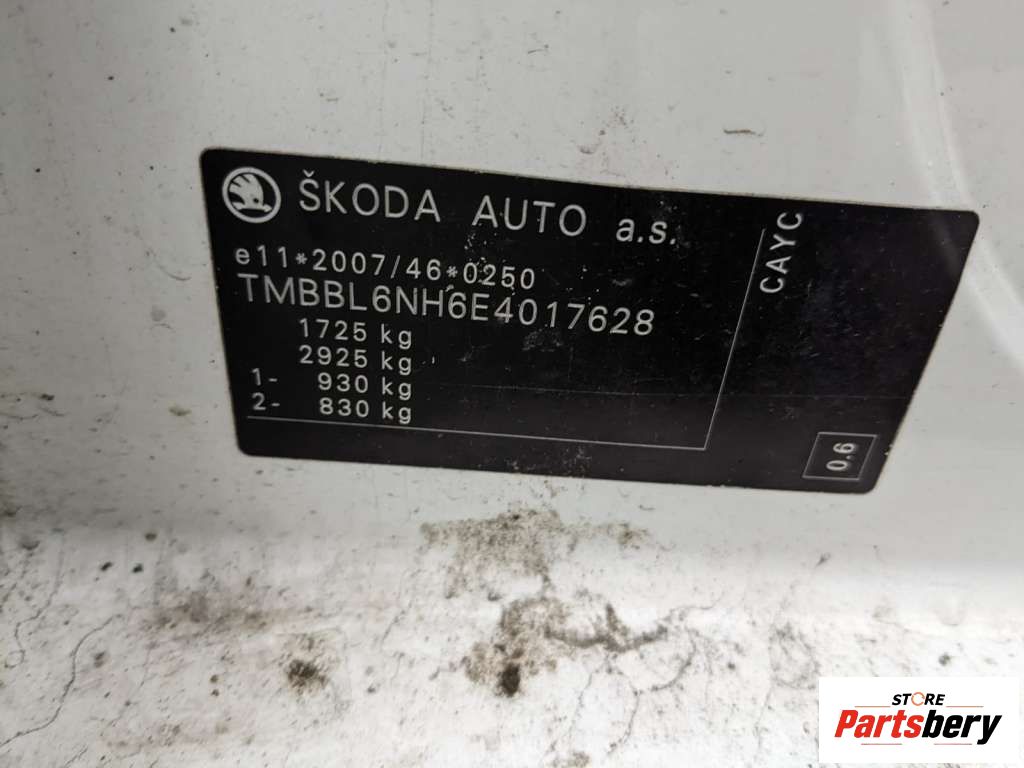 ŠKODA AUTO a.s.
e11*2007/46*0250
TMBBL6NH6E4017628
1725 kg
2925 kg
1- 930 kg
2- 830 kg
CAYC
0.6
STORE
Partsbery